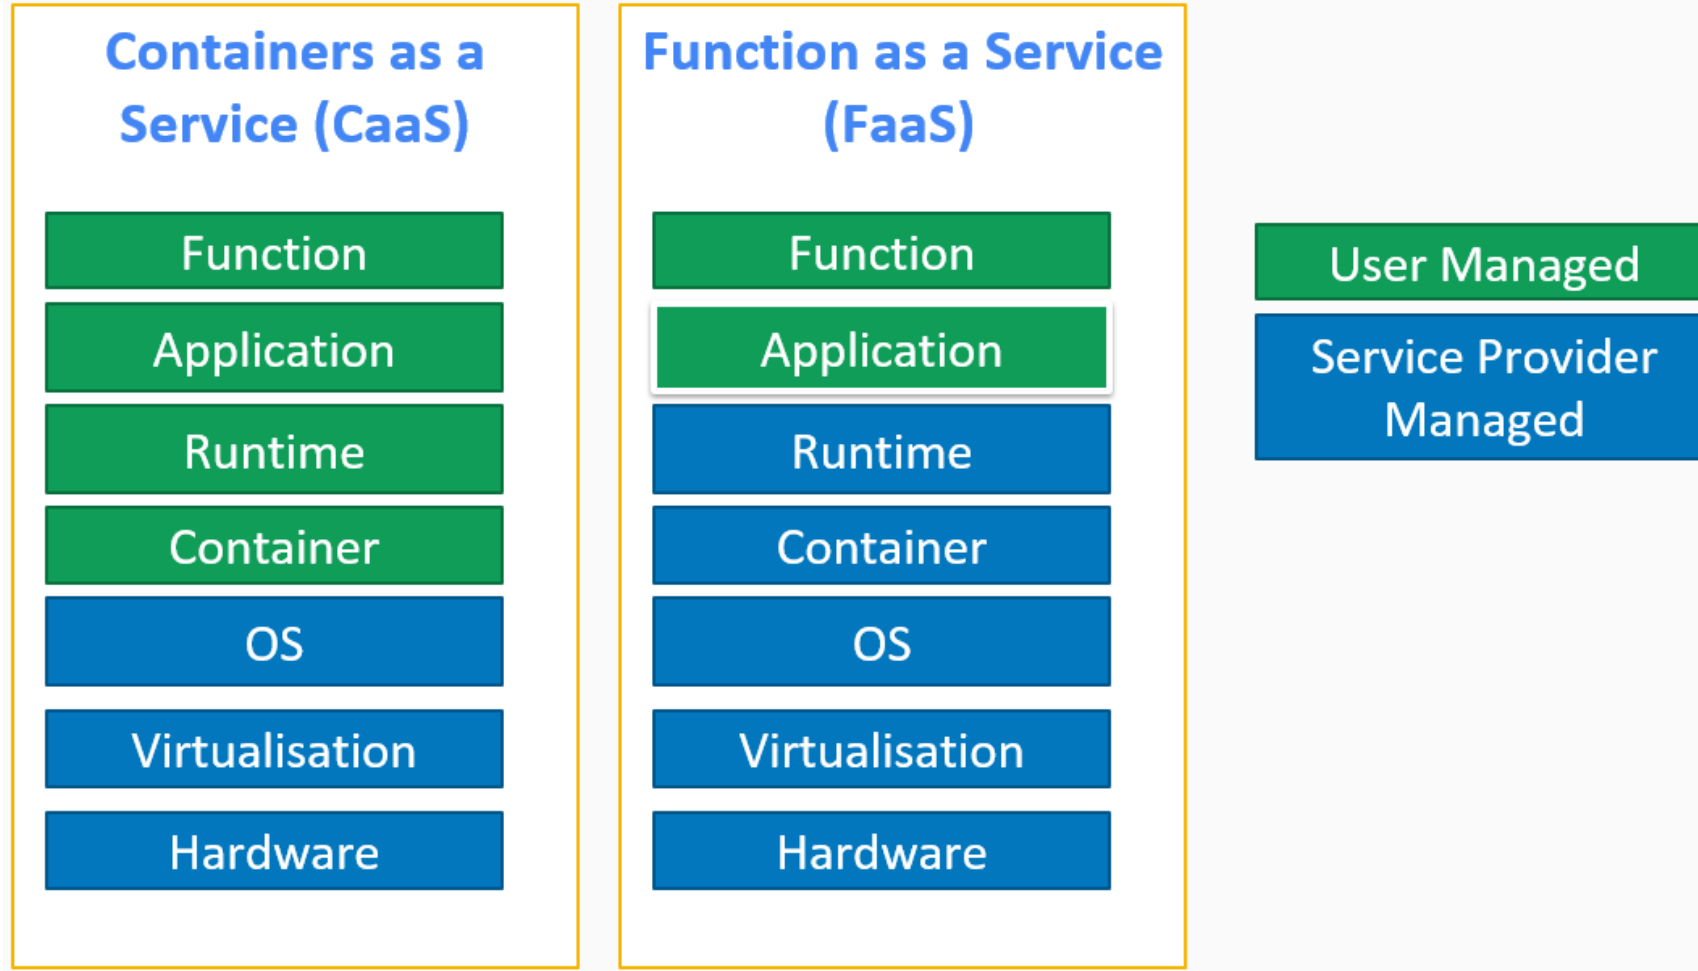 Containers as a
Service (CaaS)
Function
Application
Runtime
Container
OS
Virtualisation
Hardware
Function as a Service
(FaaS)
Function
Application
Runtime
Container
OS
Virtualisation
Hardware
User Managed
Service Provider
Managed